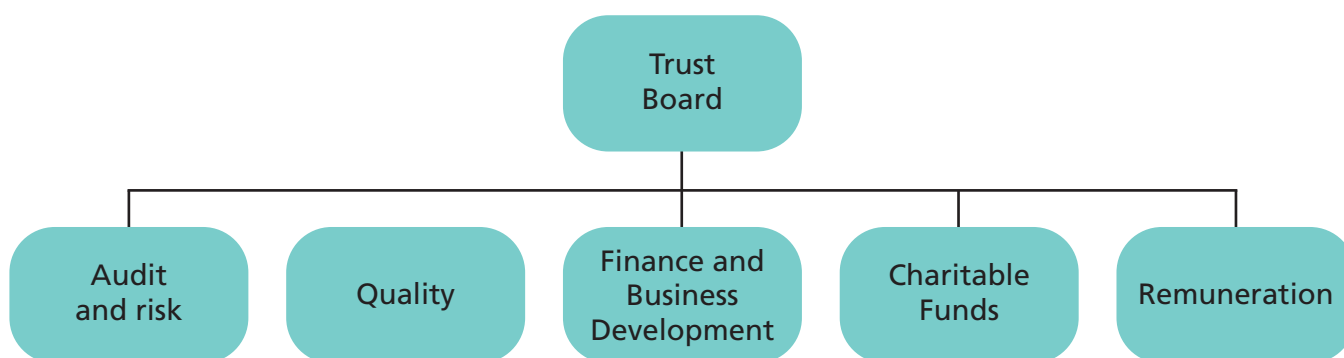 Trust
Board
Audit
and risk
Quality
Finance and
Business
Development
Charitable
Funds
Remuneration